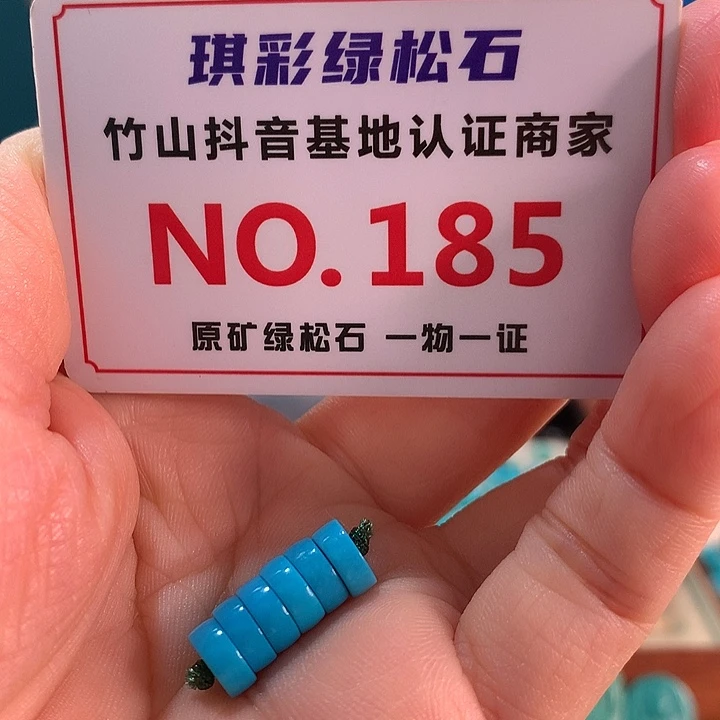 琪彩绿松石
竹山抖音基地认证商家
NO.185
原矿绿松石 一物一证